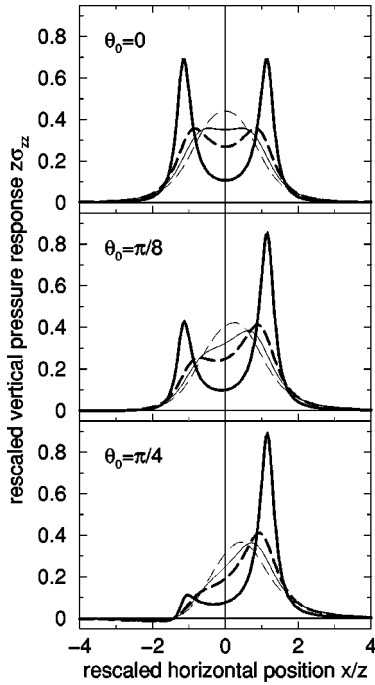 rescaled vertical pressure response zσzz
0.8
0.6
0.4
0.2
0
θ0=0
0.8
0.6
0.4
0.2
0
θ0=π/8
0.8
0.6
0.4
0.2
0
θ0=π/4
−4 −2 0 2 4
rescaled horizontal position x/z